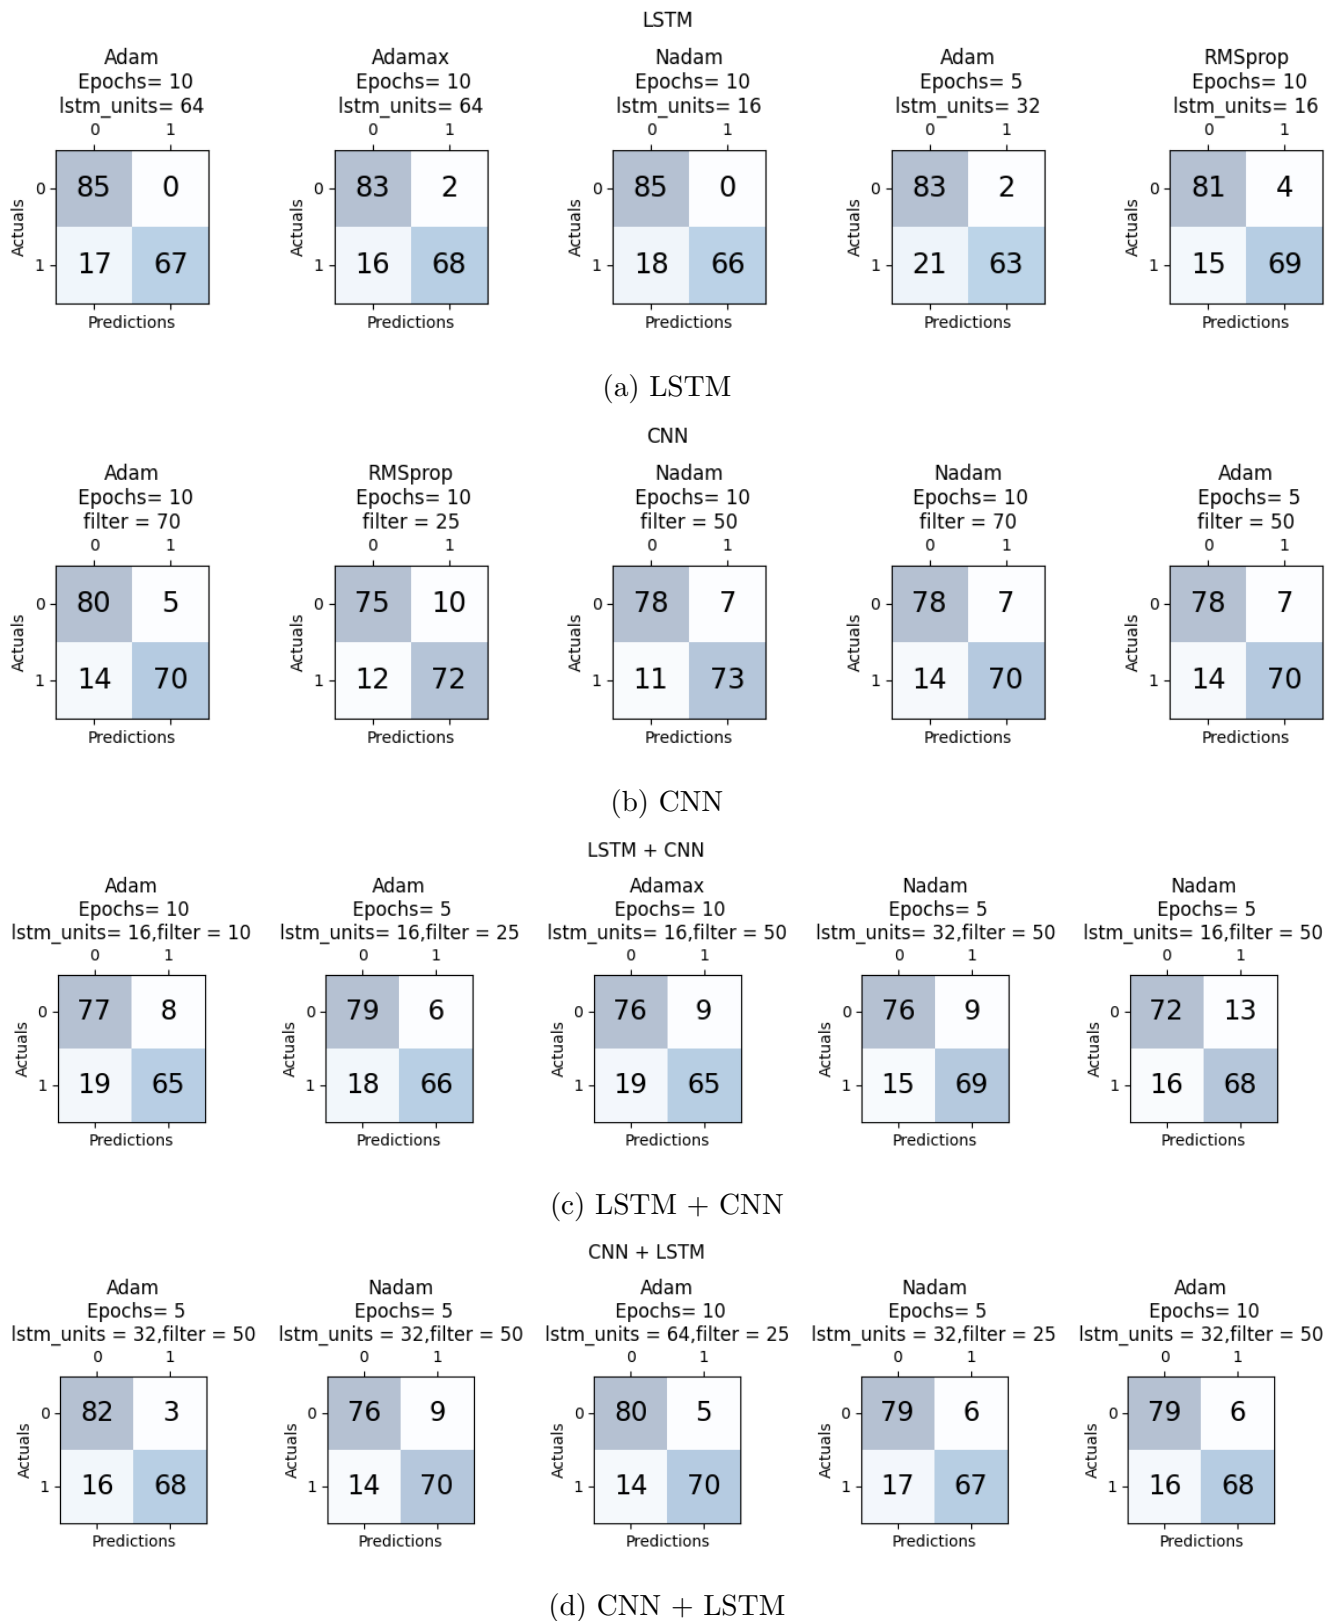 LSTM
Adam
Epochs= 10
lstm_units= 64
0 1
0 85 0
1 17 67
Actuals
Predictions
Adamax
Epochs= 10
lstm_units= 64
0 1
0 83 2
1 16 68
Actuals
Predictions
Nadam
Epochs= 10
lstm_units= 16
0 1
0 85 0
1 18 66
Actuals
Predictions
Adam
Epochs= 5
lstm_units= 32
0 1
0 83 2
1 21 63
Actuals
Predictions
RMSprop
Epochs= 10
lstm_units= 16
0 1
0 81 4
1 15 69
Actuals
Predictions
(a) LSTM
CNN
Adam
Epochs= 10
filter = 70
0 1
0 80 5
1 14 70
Actuals
Predictions
RMSprop
Epochs= 10
filter = 25
0 1
0 75 10
1 12 72
Actuals
Predictions
Nadam
Epochs= 10
filter = 50
0 1
0 78 7
1 11 73
Actuals
Predictions
Nadam
Epochs= 10
filter = 70
0 1
0 78 7
1 14 70
Actuals
Predictions
Adam
Epochs= 5
filter = 50
0 1
0 78 7
1 14 70
Actuals
Predictions
(b) CNN
LSTM + CNN
Adam
Epochs= 10
lstm_units= 16,filter = 10
0 1
0 77 8
1 19 65
Actuals
Predictions
Adam
Epochs= 5
lstm_units= 16,filter = 25
0 1
0 79 6
1 18 66
Actuals
Predictions
Adamax
Epochs= 10
lstm_units= 16,filter = 50
0 1
0 76 9
1 19 65
Actuals
Predictions
Nadam
Epochs= 5
lstm_units= 32,filter = 50
0 1
0 76 9
1 15 69
Actuals
Predictions
Nadam
Epochs= 5
lstm_units= 16,filter = 50
0 1
0 72 13
1 16 68
Actuals
Predictions
(c) LSTM + CNN
CNN + LSTM
Adam
Epochs= 5
lstm_units = 32,filter = 50
0 1
0 82 3
1 16 68
Actuals
Predictions
Nadam
Epochs= 5
lstm_units = 32,filter = 50
0 1
0 76 9
1 14 70
Actuals
Predictions
Adam
Epochs= 10
lstm_units = 64,filter = 25
0 1
0 80 5
1 14 70
Actuals
Predictions
Nadam
Epochs= 5
lstm_units = 32,filter = 25
0 1
0 79 6
1 17 67
Actuals
Predictions
Adam
Epochs= 10
lstm_units = 32,filter = 50
0 1
0 79 6
1 16 68
Actuals
Predictions
(d) CNN + LSTM